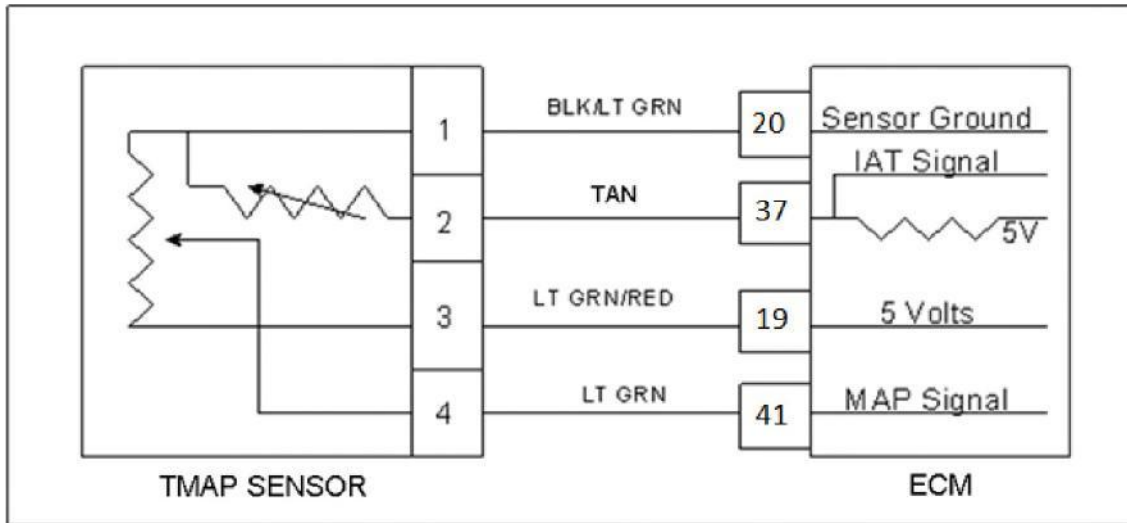 1 BLK/LT GRN 20 Sensor Ground
IAT Signal
2 TAN 37 5V
3 LT GRN/RED 19 5 Volts
4 LT GRN 41 MAP Signal
TMAP SENSOR ECM